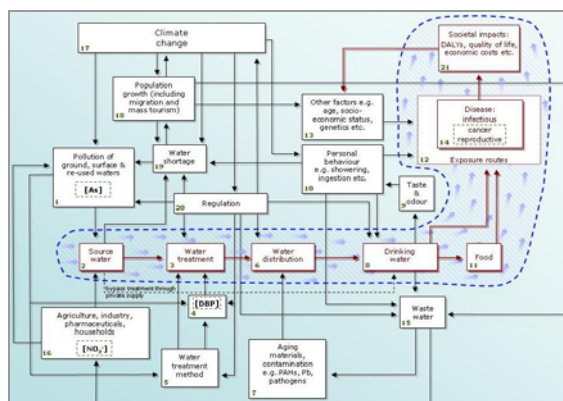 Climate
change
17
Population
growth (including
migration and
mass tourism)
18
Societal impacts:
DALYs, quality of life,
economic costs etc.
21
Other factors e.g.
age, socio-
economic status,
genetics etc.
13
Disease:
infectious
cancer
reproductive
14
12
Exposure routes
Pollution of
ground, surface &
re-used waters
[As]
1
Water
shortage
19
Personal
behaviour
e.g. showering,
ingestion etc.
10
Taste &
odour
9
Regulation
20
Source
water
2
Water
treatment
3
Water
distribution
6
Drinking
water
8
Food
11
bypass treatment through
private supply
[DBP]
4
Agriculture, industry,
pharmaceuticals,
households
[NO₃⁻]
16
Water
treatment
method
5
Aging
materials,
contamination
e.g. PAHs, Pb,
pathogens
7
Waste
water
15